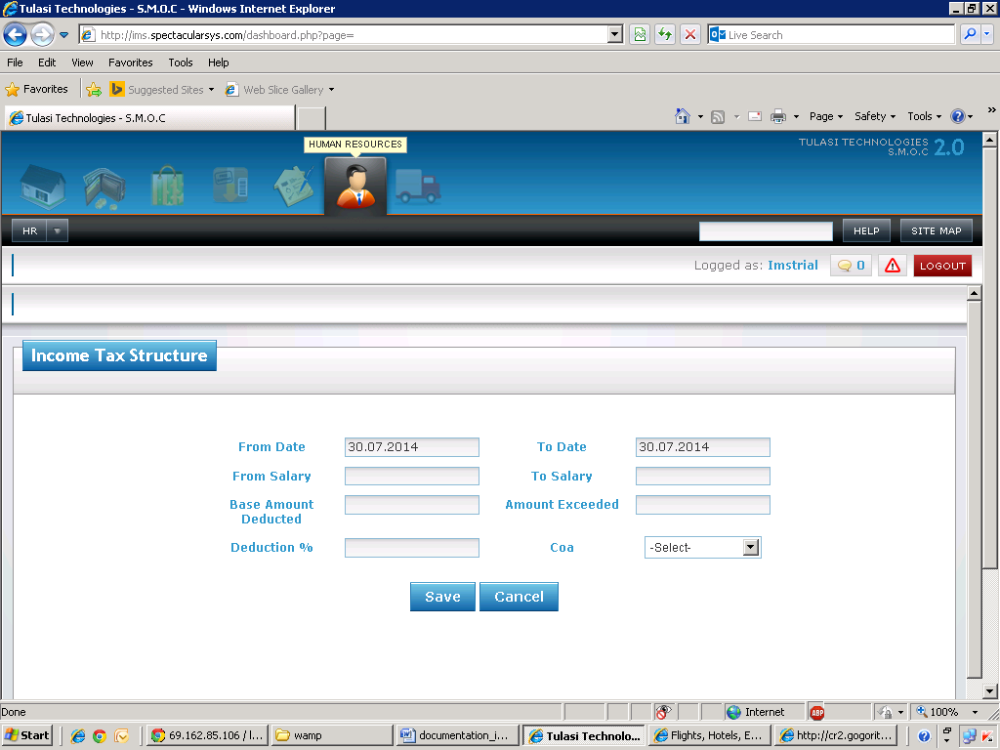 Tulasi Technologies - S.M.O.C - Windows Internet Explorer
http://ims.spectacularsys.com/dashboard.php?page=
Live Search
File Edit View Favorites Tools Help
Favorites Suggested Sites Web Slice Gallery
Tulasi Technologies - S.M.O.C
Page Safety Tools »
HUMAN RESOURCES
TULASI TECHNOLOGIES
S.M.O.C 2.0
HR
HELP SITE MAP
Logged as: Imstrial 0 LOGOUT
Income Tax Structure
From Date 30.07.2014 To Date 30.07.2014
From Salary To Salary
Base Amount Deducted Amount Exceeded
Deduction % Coa -Select-
Save Cancel
Done Internet ABP 100%
Start 69.162.85.106 / l... wamp documentation_i... Tulasi Technolo... Flights, Hotels, E... http://cr2.gogorit...